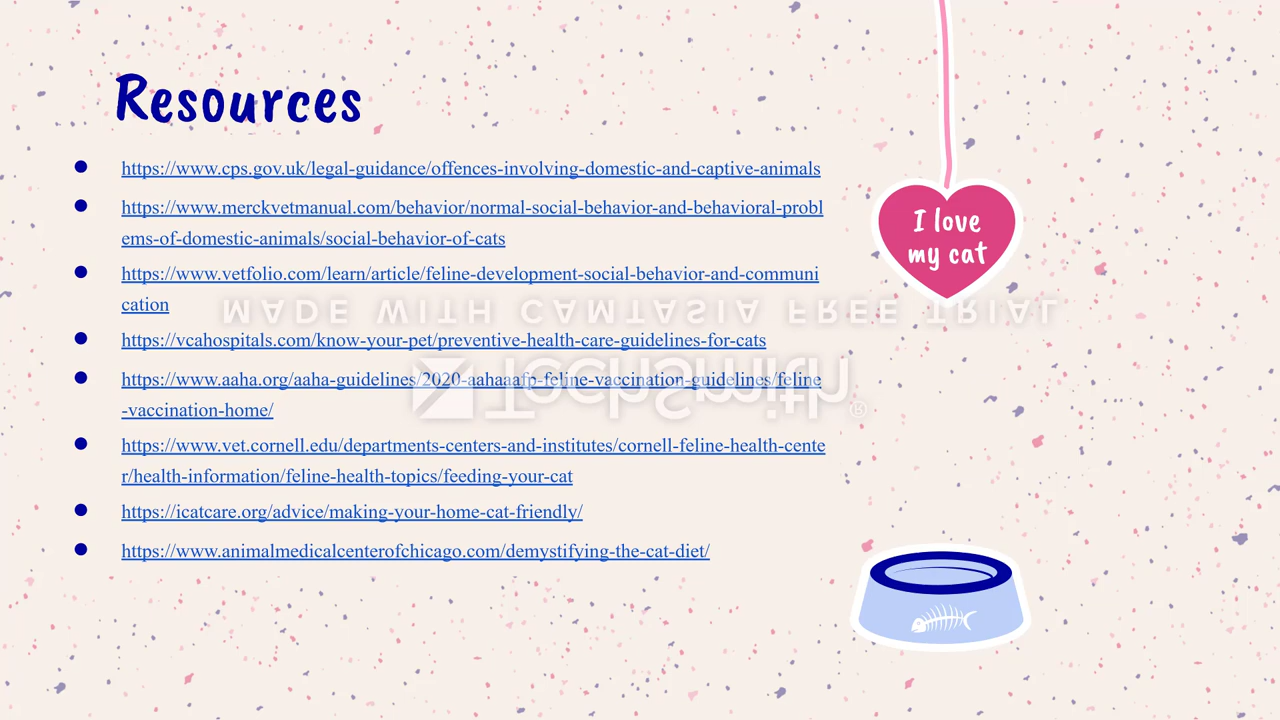 Resources
https://www.cps.gov.uk/legal-guidance/offences-involving-domestic-and-captive-animals
https://www.merckvetmanual.com/behavior/normal-social-behavior-and-behavioral-probl
ems-of-domestic-animals/social-behavior-of-cats
https://www.vetfolio.com/learn/article/feline-development-social-behavior-and-communi
cation
https://vcahospitals.com/know-your-pet/preventive-health-care-guidelines-for-cats
https://www.aaha.org/aaha-guidelines/2020-aahaaafp-feline-vaccination-guidelines/feline
-vaccination-home/
https://www.vet.cornell.edu/departments-centers-and-institutes/cornell-feline-health-cente
r/health-information/feline-health-topics/feeding-your-cat
https://icatcare.org/advice/making-your-home-cat-friendly/
https://www.animalmedicalcenterofchicago.com/demystifying-the-cat-diet/
I love
my cat
MADE WITH CAMTASIA FREE TRIAL
TechSmith®